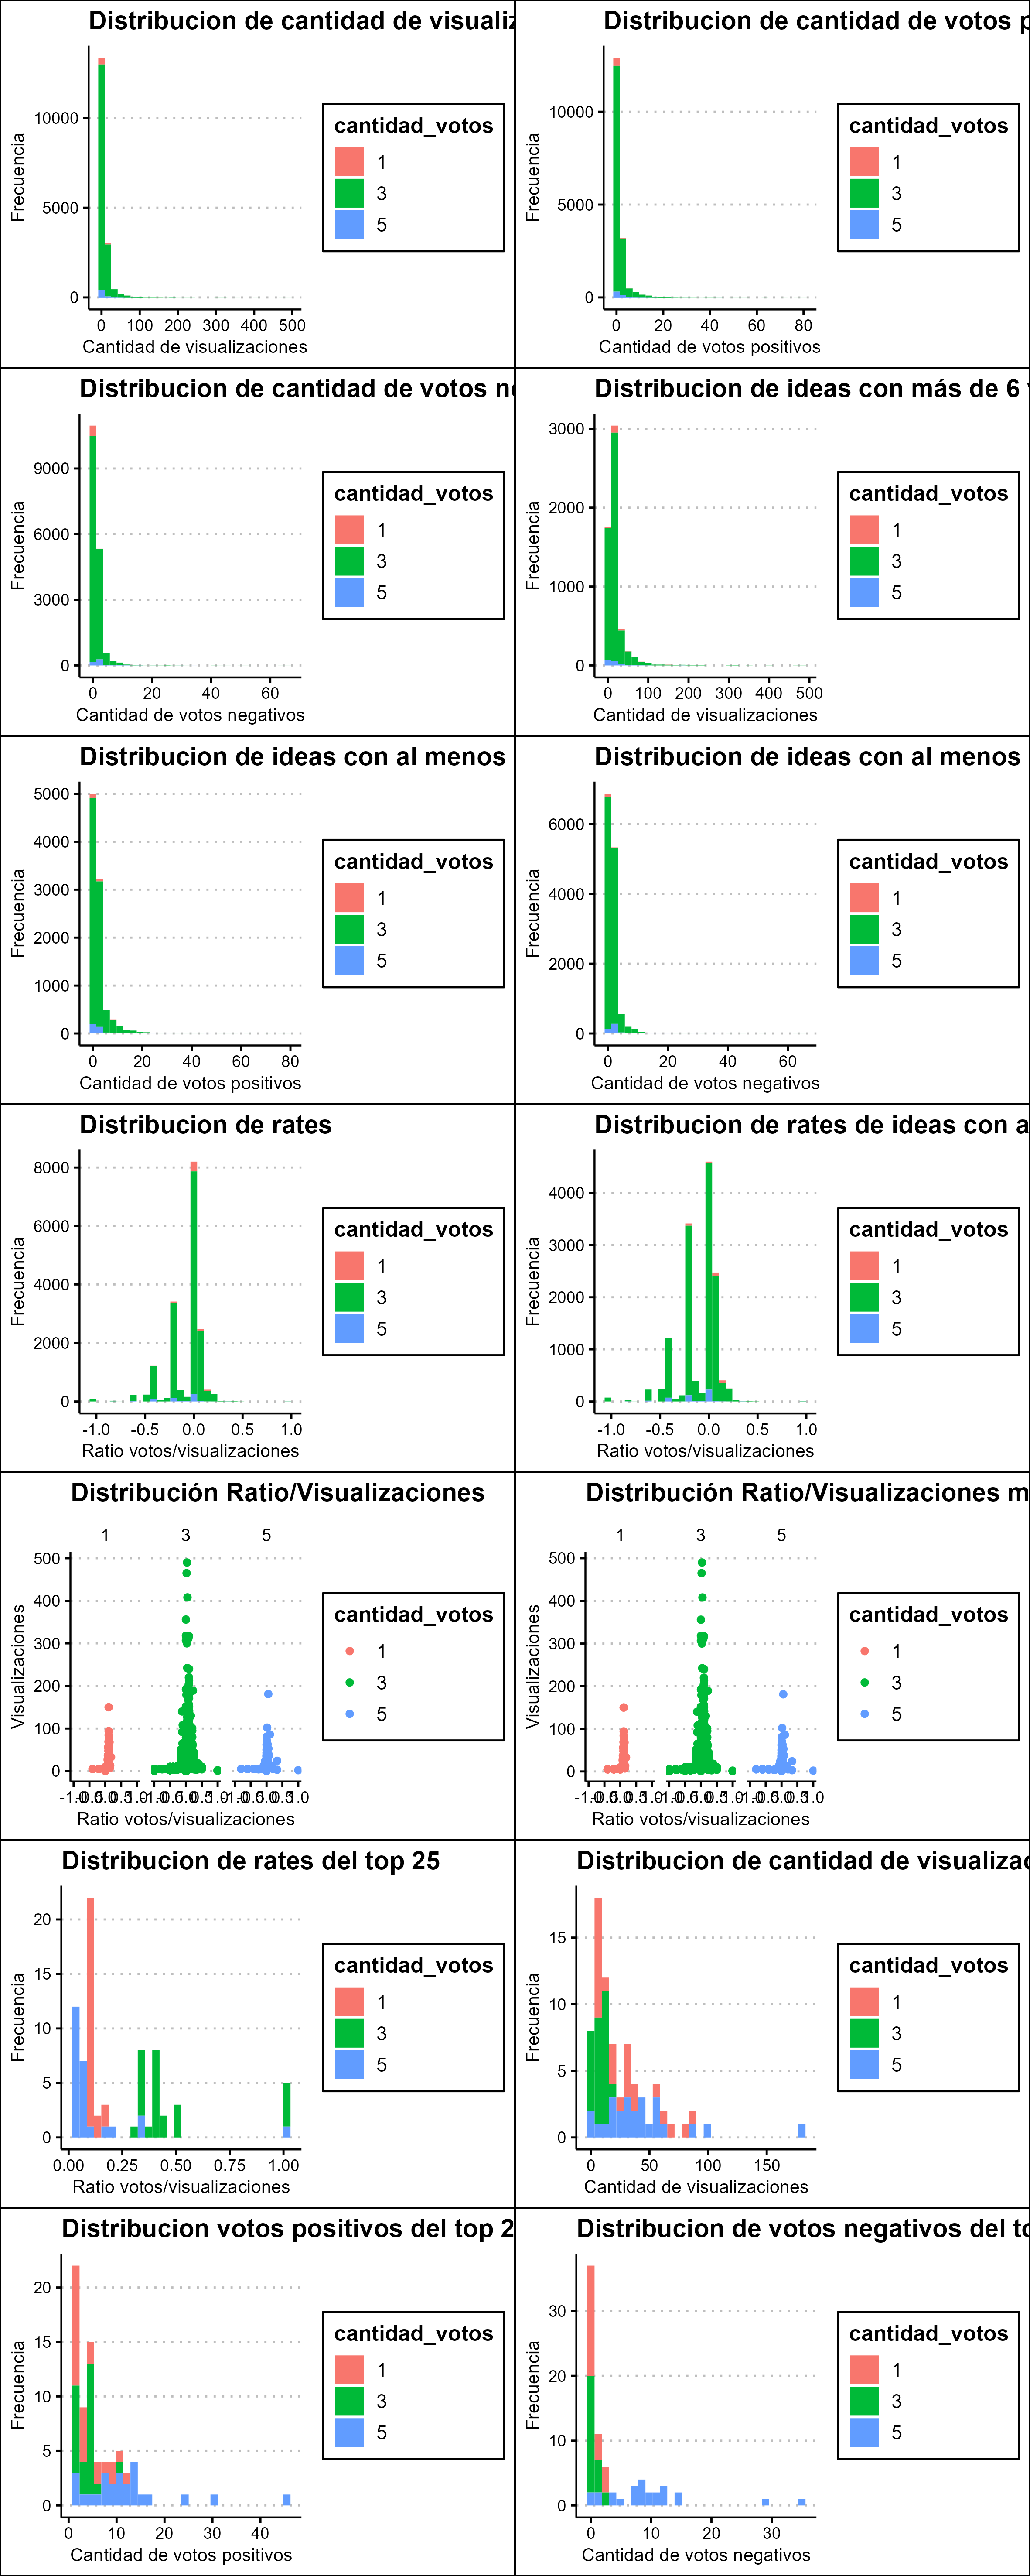 Distribucion de cantidad de visualiz
Frecuencia
10000
5000
0
0 100 200 300 400 500
Cantidad de visualizaciones
cantidad_votos
1
3
5
Distribucion de cantidad de votos p
Frecuencia
10000
5000
0
0 20 40 60 80
Cantidad de votos positivos
cantidad_votos
1
3
5
Distribucion de cantidad de votos ne
Frecuencia
9000
6000
3000
0
0 20 40 60
Cantidad de votos negativos
cantidad_votos
1
3
5
Distribucion de ideas con más de 6
Frecuencia
3000
2000
1000
0
0 100 200 300 400 500
Cantidad de visualizaciones
cantidad_votos
1
3
5
Distribucion de ideas con al menos
Frecuencia
5000
4000
3000
2000
1000
0
0 20 40 60 80
Cantidad de votos positivos
cantidad_votos
1
3
5
Distribucion de ideas con al menos
Frecuencia
6000
4000
2000
0
0 20 40 60
Cantidad de votos negativos
cantidad_votos
1
3
5
Distribucion de rates
Frecuencia
8000
6000
4000
2000
0
-1.0 -0.5 0.0 0.5 1.0
Ratio votos/visualizaciones
cantidad_votos
1
3
5
Distribucion de rates de ideas con a
Frecuencia
4000
3000
2000
1000
0
-1.0 -0.5 0.0 0.5 1.0
Ratio votos/visualizaciones
cantidad_votos
1
3
5
Distribución Ratio/Visualizaciones
1 3 5
Visualizaciones
500
400
300
200
100
0
Ratio votos/visualizaciones
cantidad_votos
1
3
5
Distribución Ratio/Visualizaciones m
1 3 5
Visualizaciones
500
400
300
200
100
0
Ratio votos/visualizaciones
cantidad_votos
1
3
5
Distribucion de rates del top 25
Frecuencia
20
15
10
5
0
0.00 0.25 0.50 0.75 1.00
Ratio votos/visualizaciones
cantidad_votos
1
3
5
Distribucion de cantidad de visualizac
Frecuencia
15
10
5
0
0 50 100 150
Cantidad de visualizaciones
cantidad_votos
1
3
5
Distribucion votos positivos del top 2
Frecuencia
20
15
10
5
0
0 10 20 30 40
Cantidad de votos positivos
cantidad_votos
1
3
5
Distribucion de votos negativos del to
Frecuencia
30
20
10
0
0 10 20 30
Cantidad de votos negativos
cantidad_votos
1
3
5